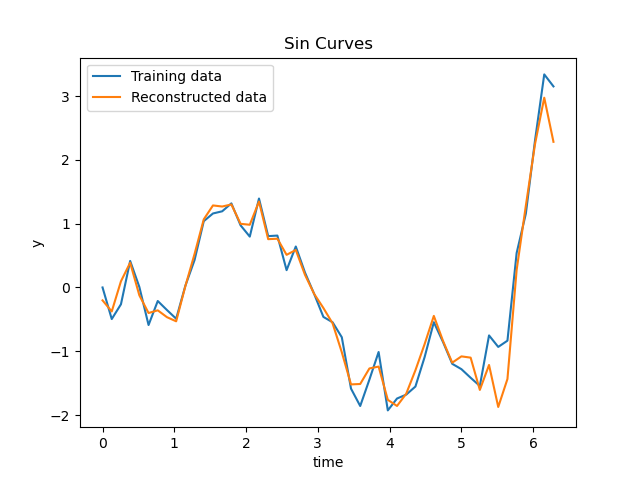 Sin Curves
Training data
Reconstructed data
y
3
2
1
0
−1
−2
0 1 2 3 4 5 6
time